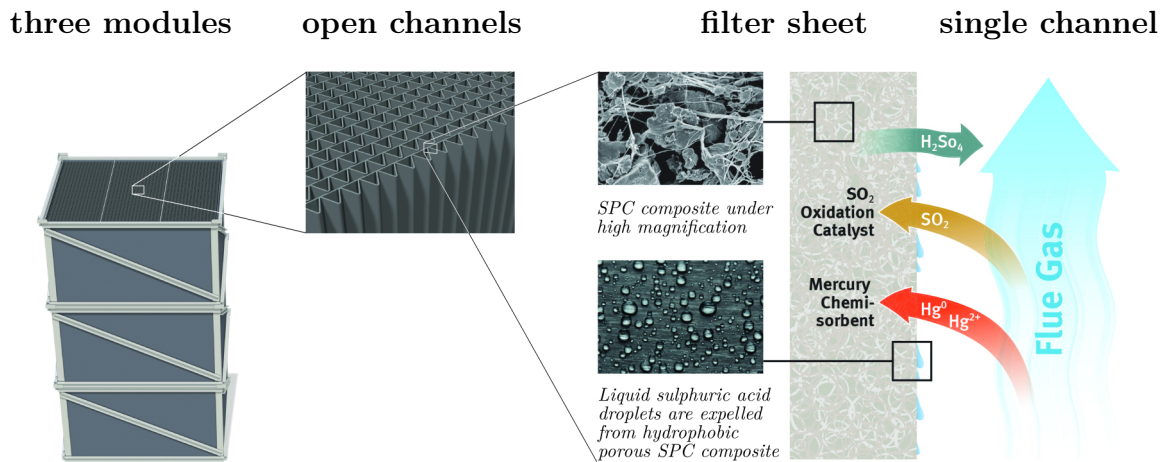 three modules
open channels
filter sheet
single channel
SPC composite under
high magnification
Liquid sulphuric acid
droplets are expelled
from hydrophobic
porous SPC composite
H₂So₄
SO₂
Oxidation
Catalyst
SO₂
Mercury
Chemi-
sorbent
Hg⁰ Hg²⁺
Flue Gas